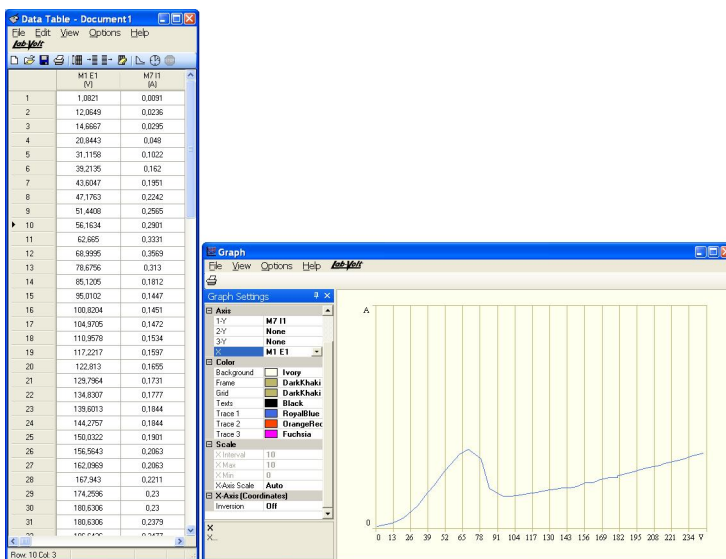 Data Table - Document1
File Edit View Options Help
Lab-Volt
M1 E1 M7 I1
(V) (A)
1 1,0821 0,0091
2 12,0649 0,0236
3 14,6667 0,0295
4 20,8443 0,048
5 31,1158 0,1022
6 39,2135 0,162
7 43,6047 0,1951
8 47,1763 0,2242
9 51,4408 0,2565
10 56,1634 0,2901
11 62,665 0,3331
12 68,9995 0,3569
13 78,6756 0,313
14 85,1205 0,1812
15 95,0102 0,1447
16 100,8204 0,1451
17 104,9705 0,1472
18 110,9578 0,1534
19 117,2217 0,1597
20 122,813 0,1655
21 129,7964 0,1731
22 134,8307 0,1777
23 139,6013 0,1844
24 144,2757 0,1844
25 150,0322 0,1901
26 156,5643 0,2063
27 162,0969 0,2063
28 167,943 0,2211
29 174,2596 0,23
30 180,6306 0,23
31 180,6306 0,2379
Row: 10 Col: 3
Graph
File View Options Help Lab-Volt
Graph Settings
Axis
1-Y M7 I1
2-Y None
3-Y None
X M1 E1
Color
Background Ivory
Frame DarkKhaki
Grid DarkKhaki
Texts Black
Trace 1 RoyalBlue
Trace 2 OrangeRed
Trace 3 Fuchsia
Scale
X Interval 10
X Max 10
X Min 0
X-Axis Scale Auto
X-Axis (Coordinates)
Inversion Off
X
X...
A
0
0 13 26 39 52 65 78 91 104 117 130 143 156 169 182 195 208 221 234 V